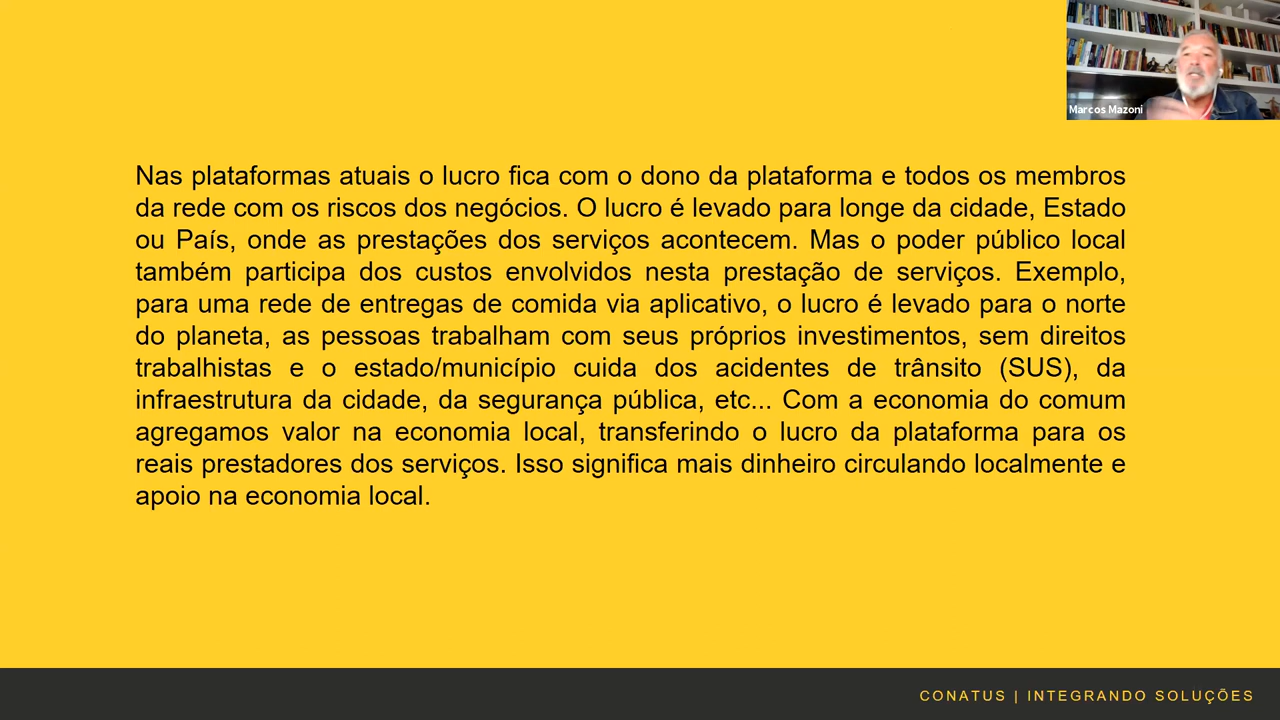 Marcos Mazoni
Nas plataformas atuais o lucro fica com o dono da plataforma e todos os membros
da rede com os riscos dos negócios. O lucro é levado para longe da cidade, Estado
ou País, onde as prestações dos serviços acontecem. Mas o poder público local
também participa dos custos envolvidos nesta prestação de serviços. Exemplo,
para uma rede de entregas de comida via aplicativo, o lucro é levado para o norte
do planeta, as pessoas trabalham com seus próprios investimentos, sem direitos
trabalhistas e o estado/município cuida dos acidentes de trânsito (SUS), da
infraestrutura da cidade, da segurança pública, etc... Com a economia do comum
agregamos valor na economia local, transferindo o lucro da plataforma para os
reais prestadores dos serviços. Isso significa mais dinheiro circulando localmente e
apoio na economia local.
CONATUS | INTEGRANDO SOLUÇÕES